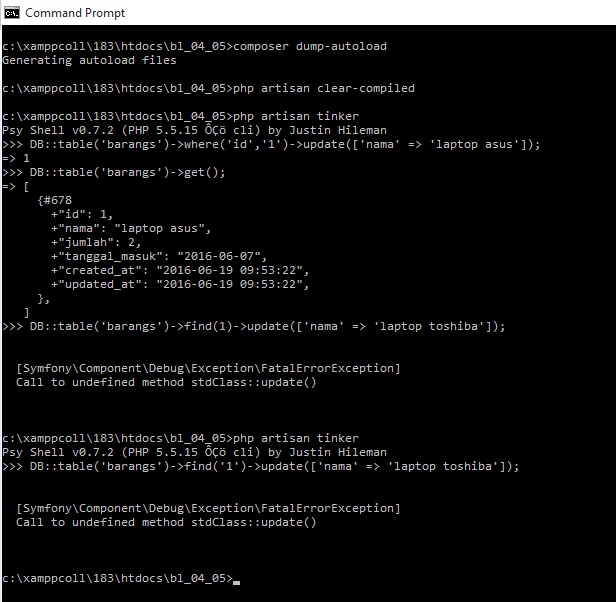 Command Prompt
c:\xamppcoll\183\htdocs\bl_04_05>composer dump-autoload
Generating autoload files
c:\xamppcoll\183\htdocs\bl_04_05>php artisan clear-compiled
c:\xamppcoll\183\htdocs\bl_04_05>php artisan tinker
Psy Shell v0.7.2 (PHP 5.5.15 ÔÇö cli) by Justin Hileman
>>> DB::table('barangs')->where('id','1')->update(['nama' => 'laptop asus']);
=> 1
>>> DB::table('barangs')->get();
=> [
     {#678
       +"id": 1,
       +"nama": "laptop asus",
       +"jumlah": 2,
       +"tanggal_masuk": "2016-06-07",
       +"created_at": "2016-06-19 09:53:22",
       +"updated_at": "2016-06-19 09:53:22",
     },
   ]
>>> DB::table('barangs')->find(1)->update(['nama' => 'laptop toshiba']);
  [Symfony\Component\Debug\Exception\FatalErrorException]
  Call to undefined method stdClass::update()
c:\xamppcoll\183\htdocs\bl_04_05>php artisan tinker
Psy Shell v0.7.2 (PHP 5.5.15 ÔÇö cli) by Justin Hileman
>>> DB::table('barangs')->find('1')->update(['nama' => 'laptop toshiba']);
  [Symfony\Component\Debug\Exception\FatalErrorException]
  Call to undefined method stdClass::update()
c:\xamppcoll\183\htdocs\bl_04_05>